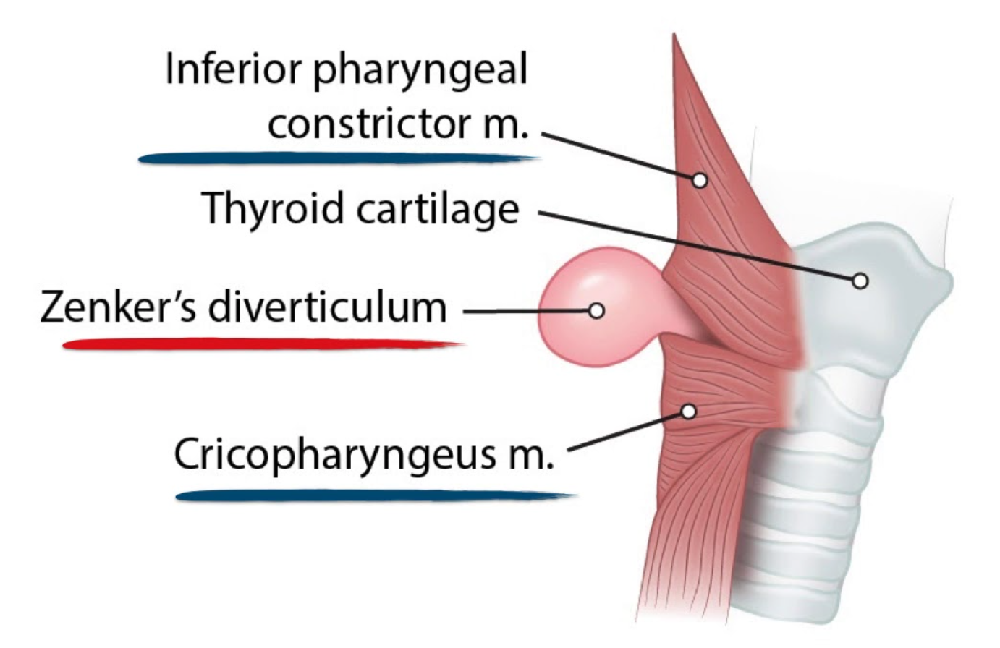 Inferior pharyngeal
constrictor m.
Thyroid cartilage
Zenker’s diverticulum
Cricopharyngeus m.